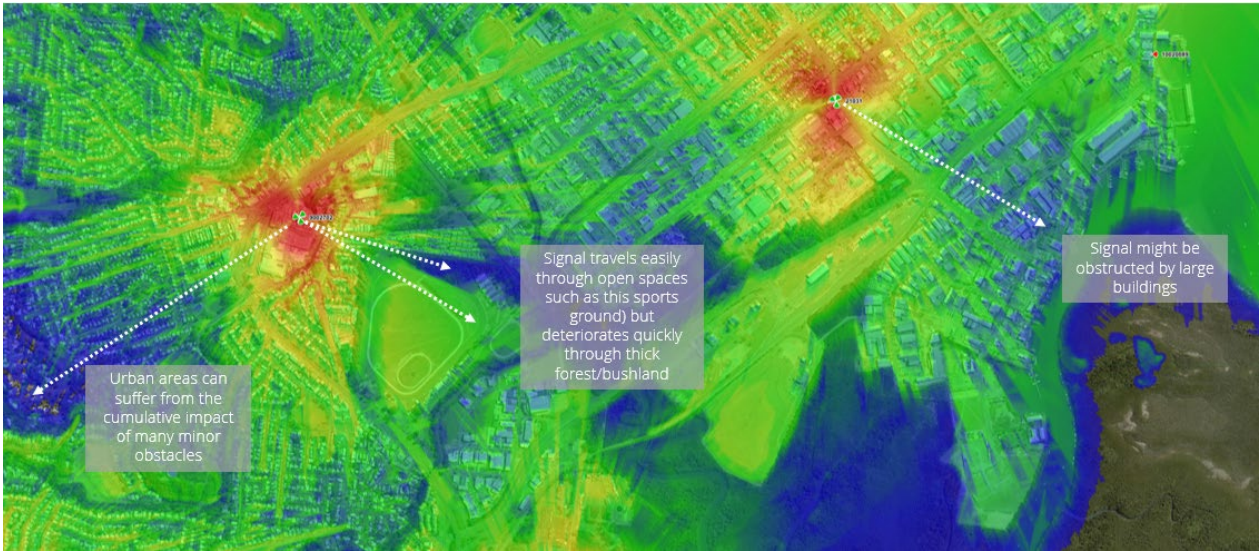 Signal travels easily
through open spaces
such as this sports
ground) but
deteriorates quickly
through thick
forest/bushland
Signal might be
obstructed by large
buildings
Urban areas can
suffer from the
cumulative impact
of many minor
obstacles